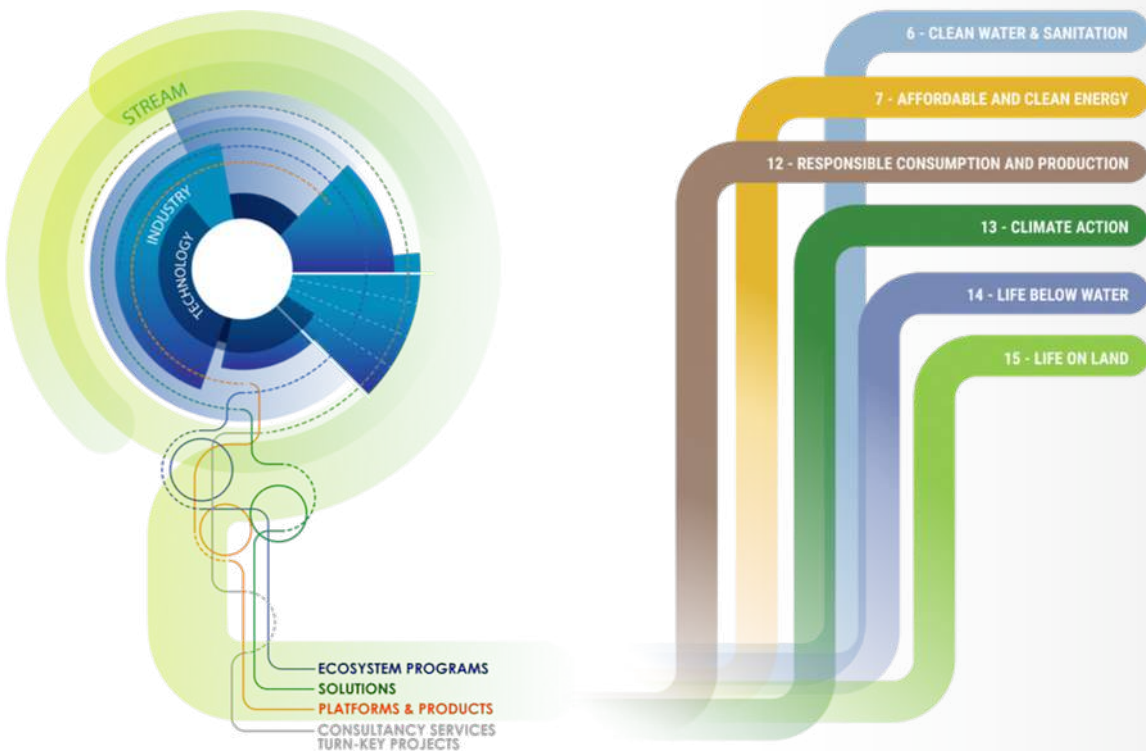 STREAM
INDUSTRY
TECHNOLOGY
ECOSYSTEM PROGRAMS
SOLUTIONS
PLATFORMS & PRODUCTS
CONSULTANCY SERVICES
TURN-KEY PROJECTS
6 - CLEAN WATER & SANITATION
7 - AFFORDABLE AND CLEAN ENERGY
12 - RESPONSIBLE CONSUMPTION AND PRODUCTION
13 - CLIMATE ACTION
14 - LIFE BELOW WATER
15 - LIFE ON LAND